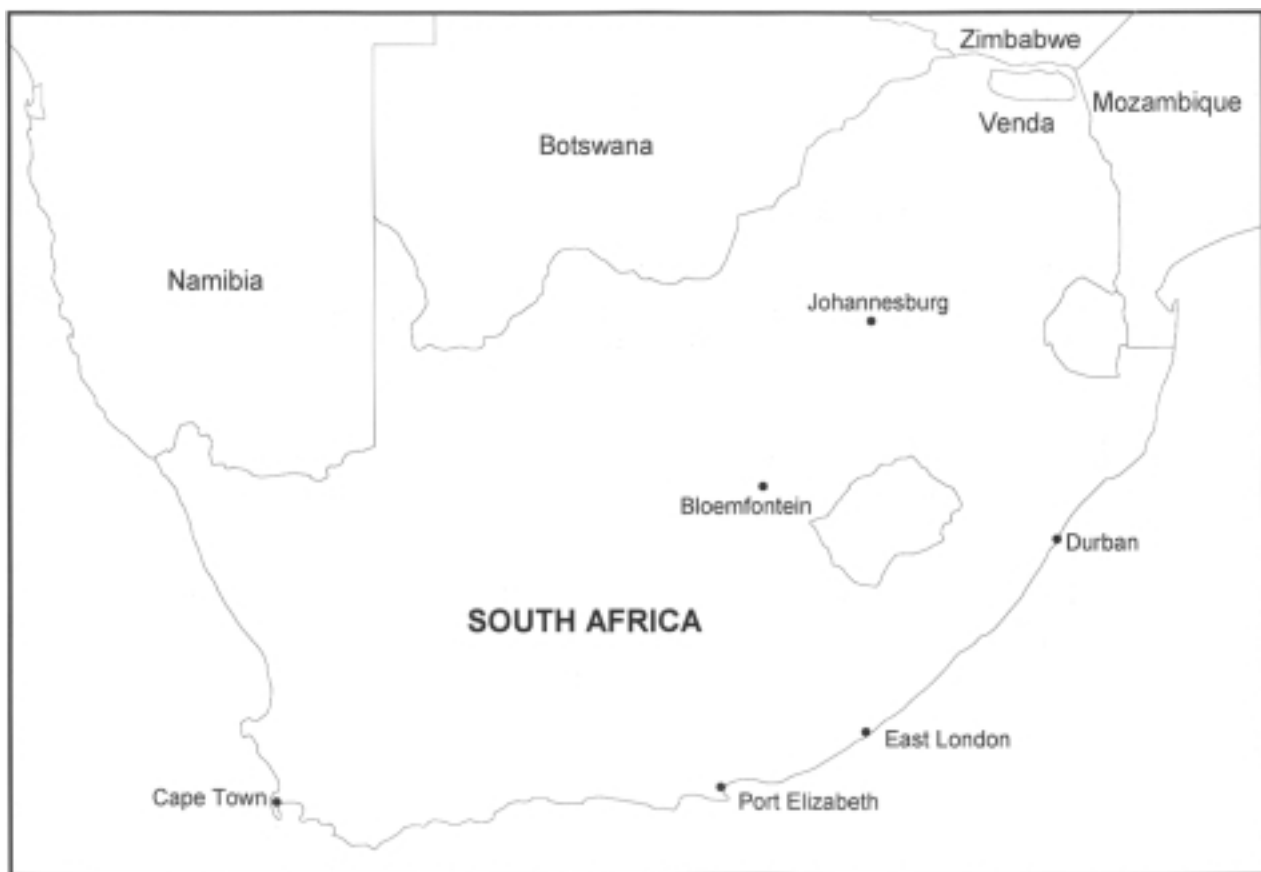 Zimbabwe
Mozambique
Venda
Botswana
Namibia
Johannesburg
Bloemfontein
Durban
SOUTH AFRICA
East London
Cape Town
Port Elizabeth